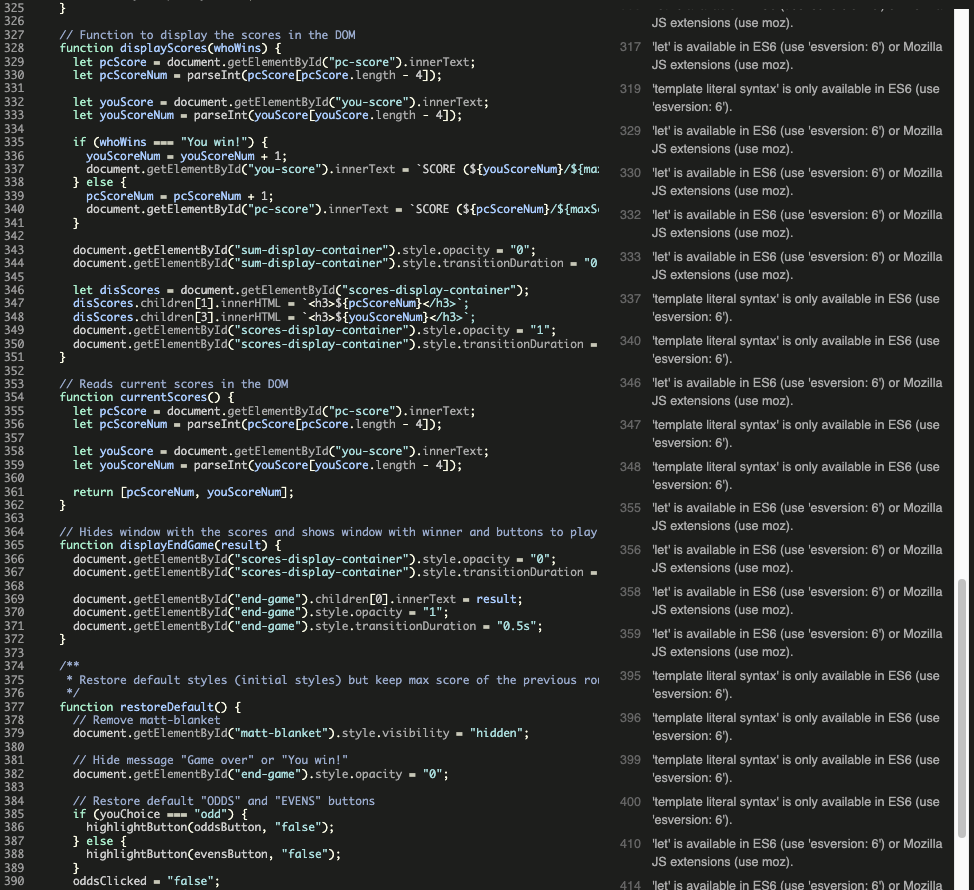 325 }
326
327 // Function to display the scores in the DOM
328 function displayScores(whoWins) {
329 let pcScore = document.getElementById("pc-score").innerText;
330 let pcScoreNum = parseInt(pcScore[pcScore.length - 4]);
331
332 let youScore = document.getElementById("you-score").innerText;
333 let youScoreNum = parseInt(youScore[youScore.length - 4]);
334
335 if (whoWins === "You win!") {
336 youScoreNum = youScoreNum + 1;
337 document.getElementById("you-score").innerText = `SCORE (${youScoreNum}/${max
338 } else {
339 pcScoreNum = pcScoreNum + 1;
340 document.getElementById("pc-score").innerText = `SCORE (${pcScoreNum}/${maxSc
341 }
342
343 document.getElementById("sum-display-container").style.opacity = "0";
344 document.getElementById("sum-display-container").style.transitionDuration = "0
345
346 let disScores = document.getElementById("scores-display-container");
347 disScores.children[1].innerHTML = `<h3>${pcScoreNum}</h3>`;
348 disScores.children[3].innerHTML = `<h3>${youScoreNum}</h3>`;
349 document.getElementById("scores-display-container").style.opacity = "1";
350 document.getElementById("scores-display-container").style.transitionDuration =
351 }
352
353 // Reads current scores in the DOM
354 function currentScores() {
355 let pcScore = document.getElementById("pc-score").innerText;
356 let pcScoreNum = parseInt(pcScore[pcScore.length - 4]);
357
358 let youScore = document.getElementById("you-score").innerText;
359 let youScoreNum = parseInt(youScore[youScore.length - 4]);
360
361 return [pcScoreNum, youScoreNum];
362 }
363
364 // Hides window with the scores and shows window with winner and buttons to play
365 function displayEndGame(result) {
366 document.getElementById("scores-display-container").style.opacity = "0";
367 document.getElementById("scores-display-container").style.transitionDuration =
368
369 document.getElementById("end-game").children[0].innerText = result;
370 document.getElementById("end-game").style.opacity = "1";
371 document.getElementById("end-game").style.transitionDuration = "0.5s";
372 }
373
374 /**
375 * Restore default styles (initial styles) but keep max score of the previous rou
376 */
377 function restoreDefault() {
378 // Remove matt-blanket
379 document.getElementById("matt-blanket").style.visibility = "hidden";
380
381 // Hide message "Game over" or "You win!"
382 document.getElementById("end-game").style.opacity = "0";
383
384 // Restore default "ODDS" and "EVENS" buttons
385 if (youChoice === "odd") {
386 highlightButton(oddsButton, "false");
387 } else {
388 highlightButton(evensButton, "false");
389 }
390 oddsClicked = "false";
JS extensions (use moz).
317 'let' is available in ES6 (use 'esversion: 6') or Mozilla
JS extensions (use moz).
319 'template literal syntax' is only available in ES6 (use
'esversion: 6').
329 'let' is available in ES6 (use 'esversion: 6') or Mozilla
JS extensions (use moz).
330 'let' is available in ES6 (use 'esversion: 6') or Mozilla
JS extensions (use moz).
332 'let' is available in ES6 (use 'esversion: 6') or Mozilla
JS extensions (use moz).
333 'let' is available in ES6 (use 'esversion: 6') or Mozilla
JS extensions (use moz).
337 'template literal syntax' is only available in ES6 (use
'esversion: 6').
340 'template literal syntax' is only available in ES6 (use
'esversion: 6').
346 'let' is available in ES6 (use 'esversion: 6') or Mozilla
JS extensions (use moz).
347 'template literal syntax' is only available in ES6 (use
'esversion: 6').
348 'template literal syntax' is only available in ES6 (use
'esversion: 6').
355 'let' is available in ES6 (use 'esversion: 6') or Mozilla
JS extensions (use moz).
356 'let' is available in ES6 (use 'esversion: 6') or Mozilla
JS extensions (use moz).
358 'let' is available in ES6 (use 'esversion: 6') or Mozilla
JS extensions (use moz).
359 'let' is available in ES6 (use 'esversion: 6') or Mozilla
JS extensions (use moz).
395 'template literal syntax' is only available in ES6 (use
'esversion: 6').
396 'template literal syntax' is only available in ES6 (use
'esversion: 6').
399 'template literal syntax' is only available in ES6 (use
'esversion: 6').
400 'template literal syntax' is only available in ES6 (use
'esversion: 6').
410 'let' is available in ES6 (use 'esversion: 6') or Mozilla
JS extensions (use moz).
414 'let' is available in ES6 (use 'esversion: 6') or Mozilla